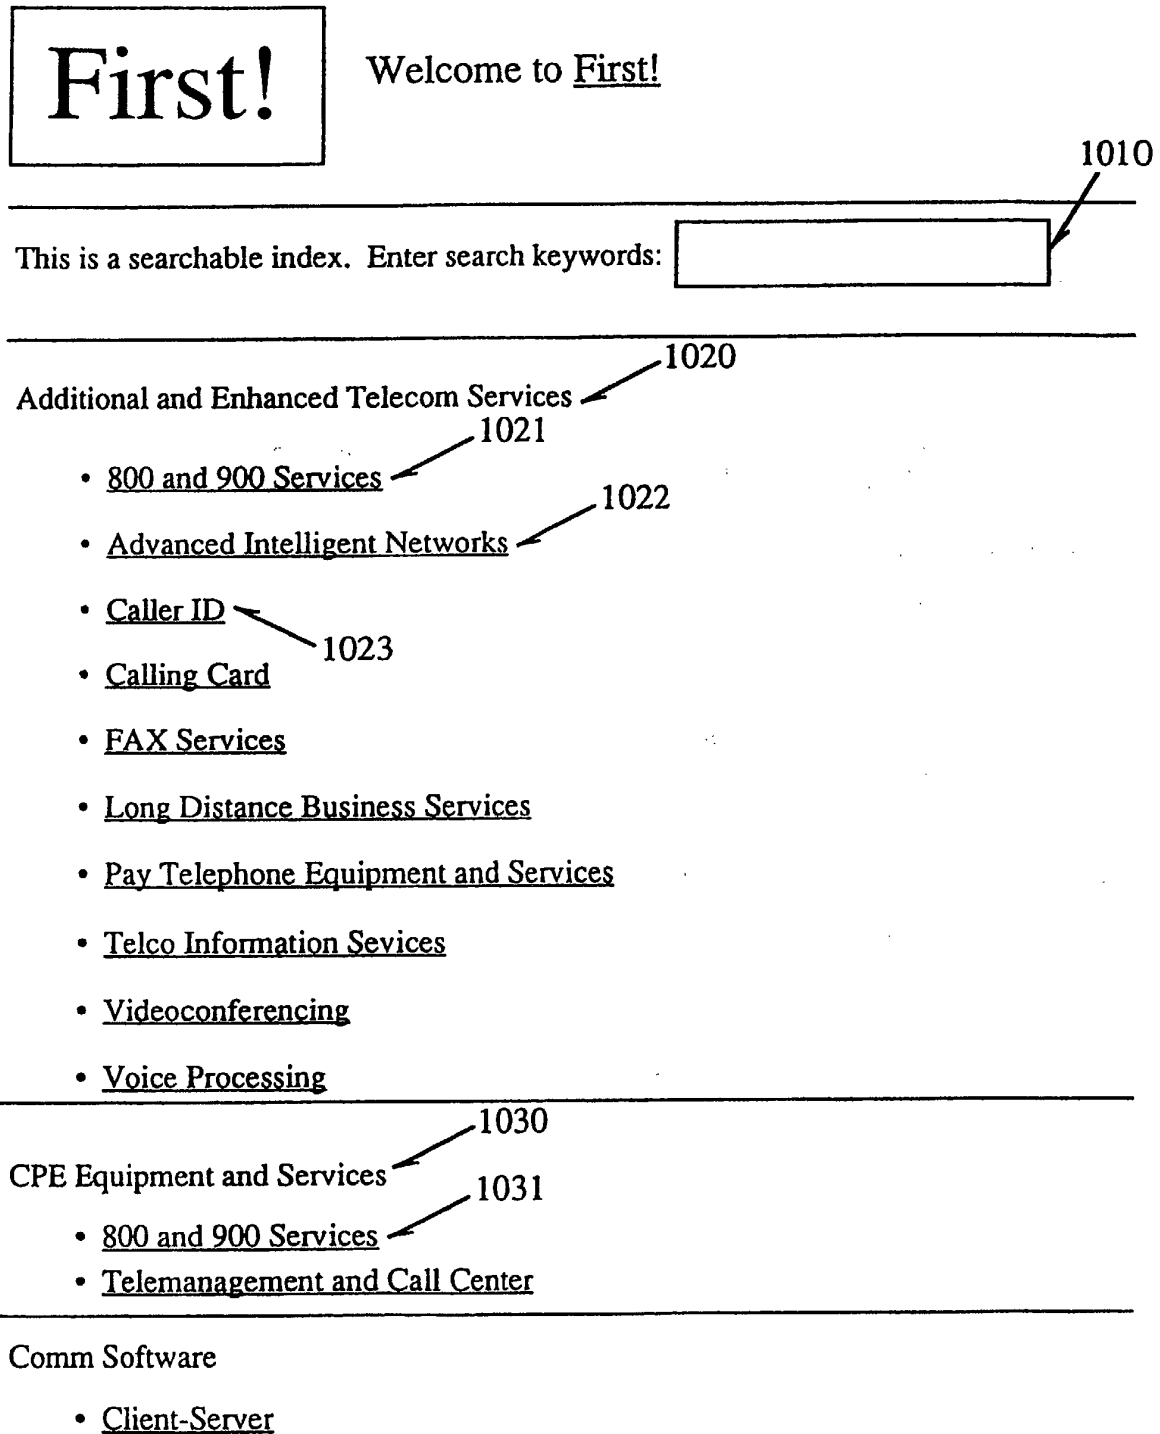 First!
Welcome to First!
1010
This is a searchable index. Enter search keywords:
1020
Additional and Enhanced Telecom Services
1021
• 800 and 900 Services
1022
• Advanced Intelligent Networks
• Caller ID
1023
• Calling Card
• FAX Services
• Long Distance Business Services
• Pay Telephone Equipment and Services
• Telco Information Sevices
• Videoconferencing
• Voice Processing
1030
CPE Equipment and Services
1031
• 800 and 900 Services
• Telemanagement and Call Center
Comm Software
• Client-Server